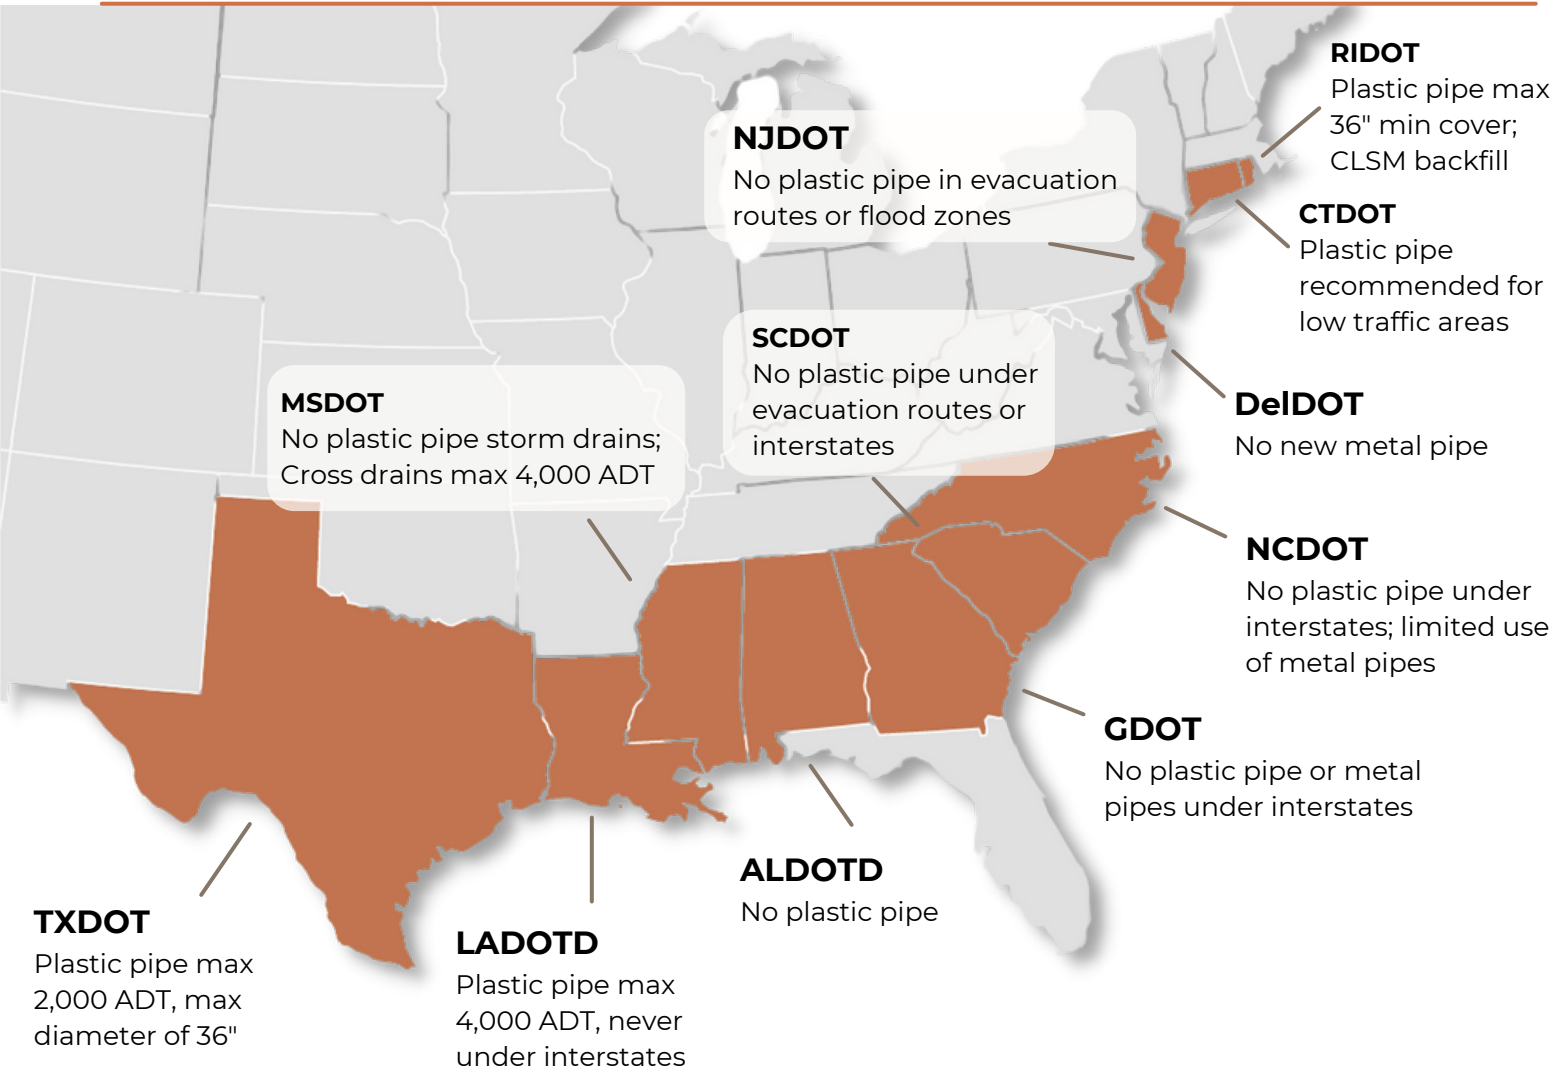 RIDOT
Plastic pipe max
36" min cover;
CLSM backfill
NJDOT
No plastic pipe in evacuation
routes or flood zones
CTDOT
Plastic pipe
recommended for
low traffic areas
SCDOT
No plastic pipe under
evacuation routes or
interstates
MSDOT
No plastic pipe storm drains;
Cross drains max 4,000 ADT
DelDOT
No new metal pipe
NCDOT
No plastic pipe under
interstates; limited use
of metal pipes
GDOT
No plastic pipe or metal
pipes under interstates
ALDOTD
No plastic pipe
TXDOT
Plastic pipe max
2,000 ADT, max
diameter of 36"
LADOTD
Plastic pipe max
4,000 ADT, never
under interstates